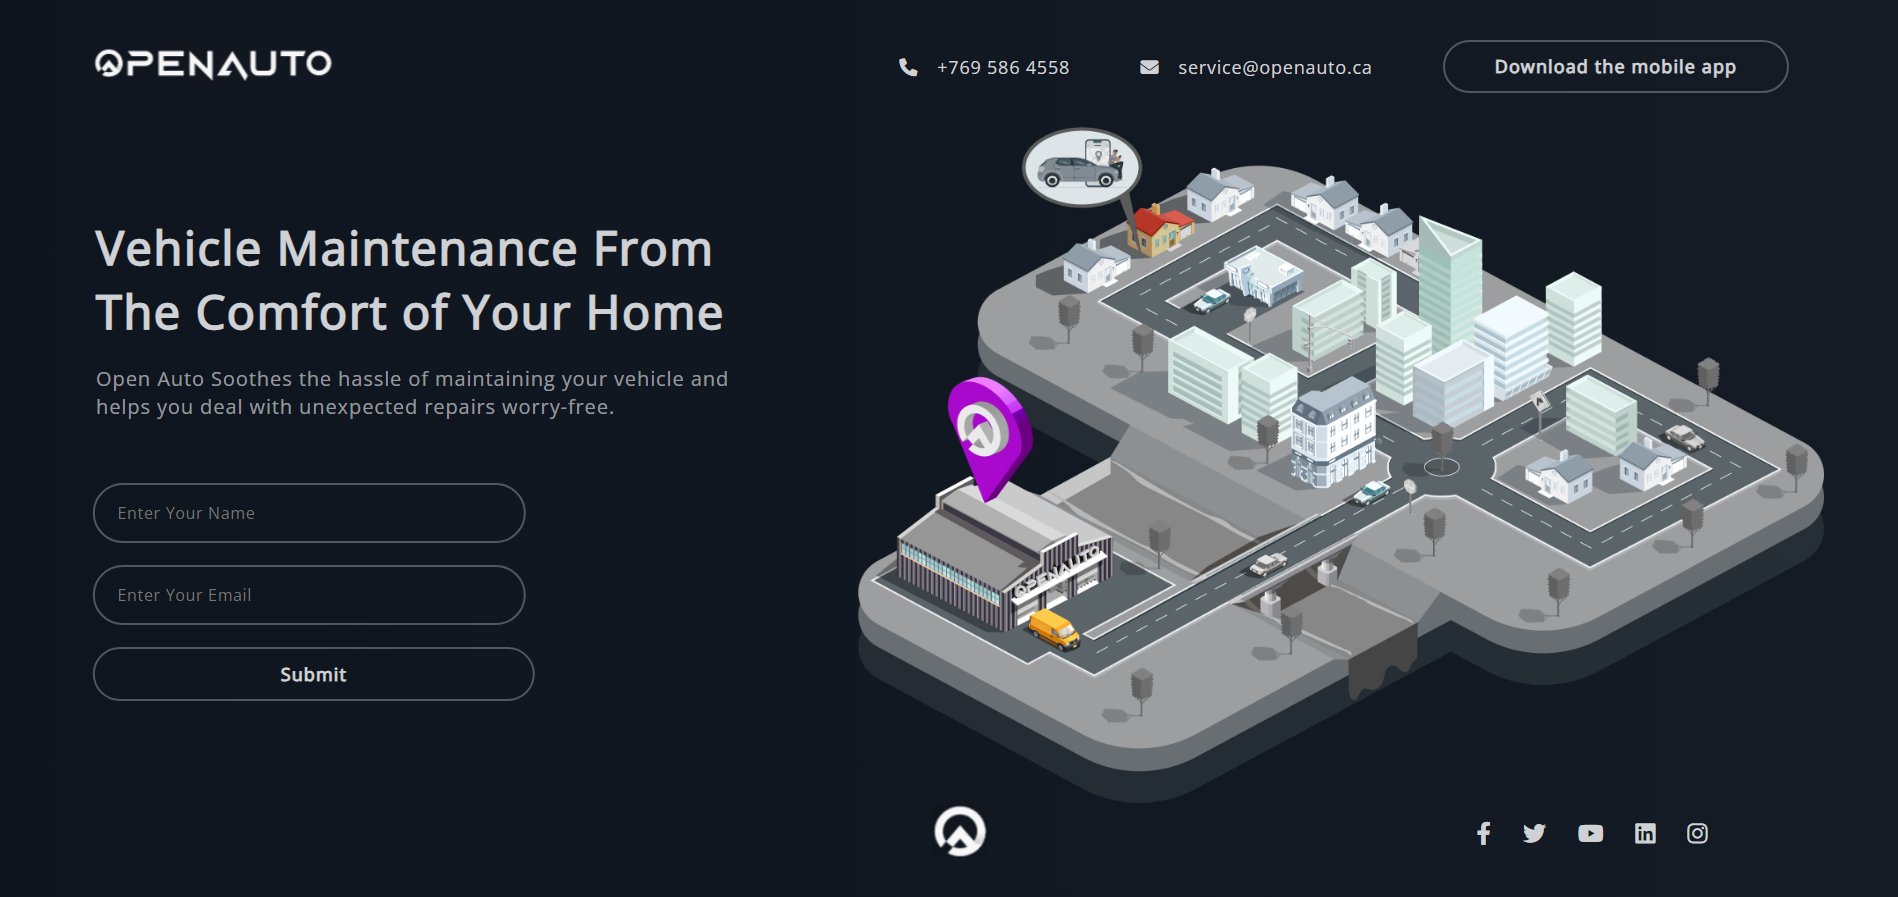 OPENAUTO
+769 586 4558
service@openauto.ca
Download the mobile app
Vehicle Maintenance From
The Comfort of Your Home
Open Auto Soothes the hassle of maintaining your vehicle and
helps you deal with unexpected repairs worry-free.
Enter Your Name
Enter Your Email
Submit
OPENAUTO